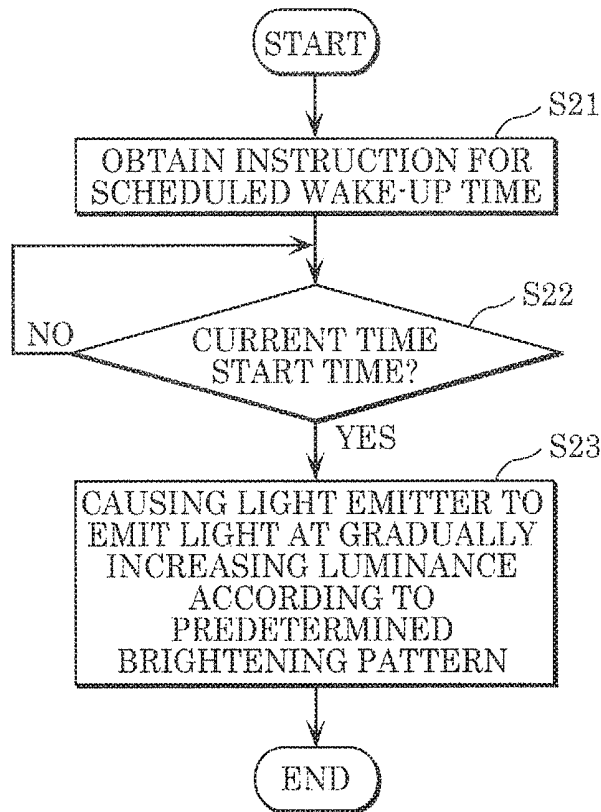 START
S21
OBTAIN INSTRUCTION FOR
SCHEDULED WAKE-UP TIME
S22
NO
CURRENT TIME
START TIME?
YES
S23
CAUSING LIGHT EMITTER TO
EMIT LIGHT AT GRADUALLY
INCREASING LUMINANCE
ACCORDING TO
PREDETERMINED
BRIGHTENING PATTERN
END